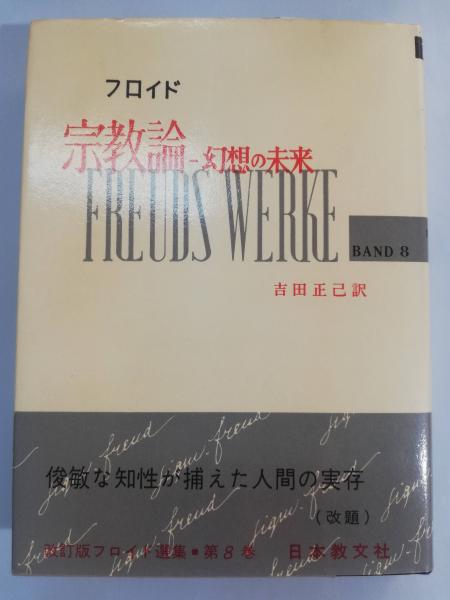 フロイド
宗教論-幻想の未来
FREUDS WERKE
BAND 8
吉田正己訳
俊敏な知性が捕えた人間の実存
(改題)
改訂版フロイド選集・第8巻 日本教文社